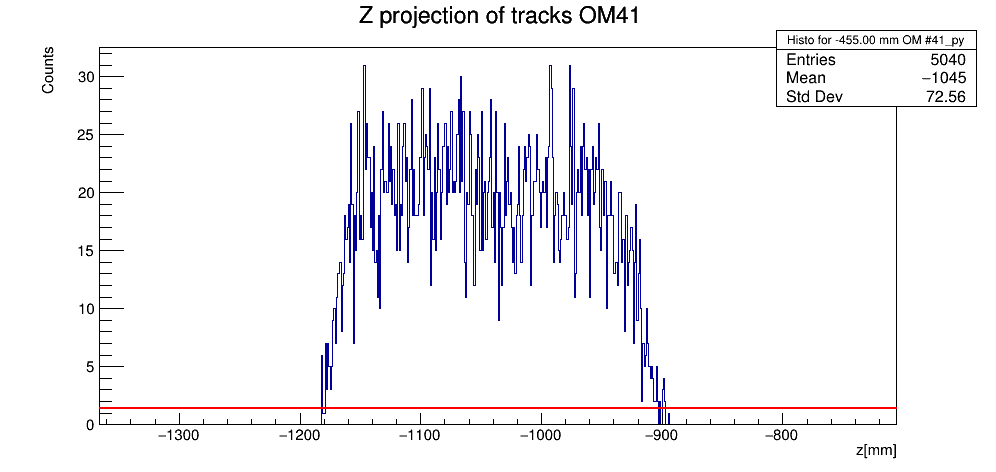 Z projection of tracks OM41
Histo for -455.00 mm OM #41_py
Entries 5040
Mean −1045
Std Dev 72.56
Counts
30
25
20
15
10
5
0
−1300 −1200 −1100 −1000 −900 −800
z[mm]